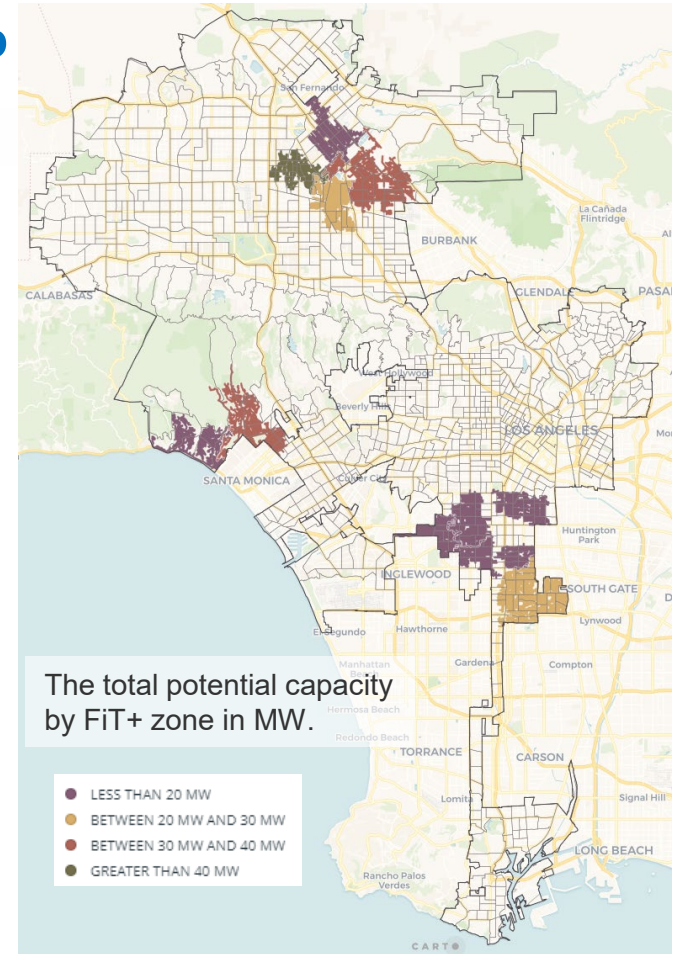 San Fernando
La Cañada
Flintridge
BURBANK
GLENDALE
CALABASAS
West Hollywood
Beverly Hills
LOS ANGELES
SANTA MONICA
Culver City
Huntington
Park
INGLEWOOD
SOUTH GATE
Lynwood
El Segundo
Hawthorne
Manhattan
Gardena
Compton
The total potential capacity
by FiT+ zone in MW.
Hermosa Beach
Redondo Beach
TORRANCE
CARSON
LESS THAN 20 MW
BETWEEN 20 MW AND 30 MW
BETWEEN 30 MW AND 40 MW
GREATER THAN 40 MW
Lomita
Signal Hill
LONG BEACH
Rancho Palos
Verdes
CARTO